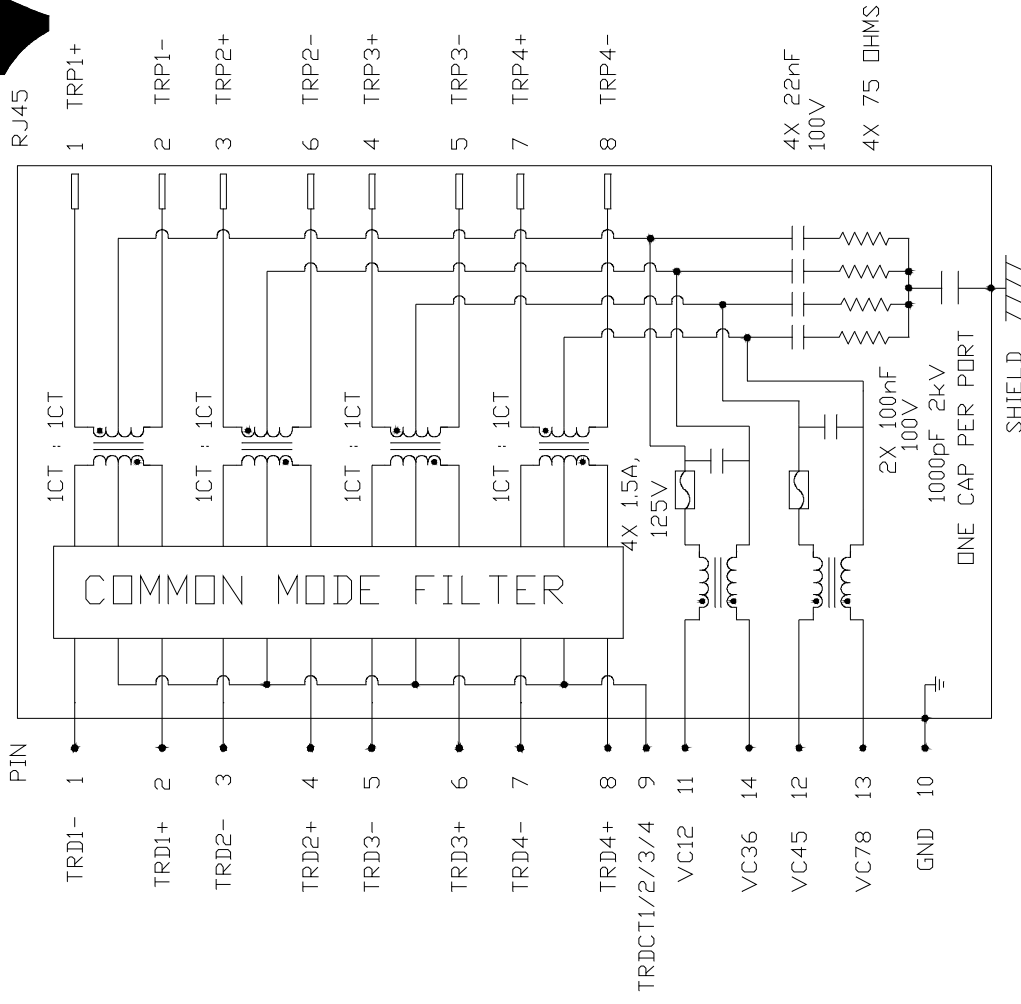 RJ45
1 TRP1+
2 TRP1-
3 TRP2+
6 TRP2-
4 TRP3+
5 TRP3-
7 TRP4+
8 TRP4-
4X 22nF
100V
4X 75 OHMS
1CT : 1CT
1CT : 1CT
1CT : 1CT
1CT : 1CT
4X 1.5A,
125V
2X 100nF
100V
1000pF 2kV
ONE CAP PER PORT
SHIELD
COMMON MODE FILTER
PIN
TRD1- 1
TRD1+ 2
TRD2- 3
TRD2+ 4
TRD3- 5
TRD3+ 6
TRD4- 7
TRD4+ 8
TRDCT1/2/3/4 9
VC12 11
VC36 14
VC45 12
VC78 13
GND 10